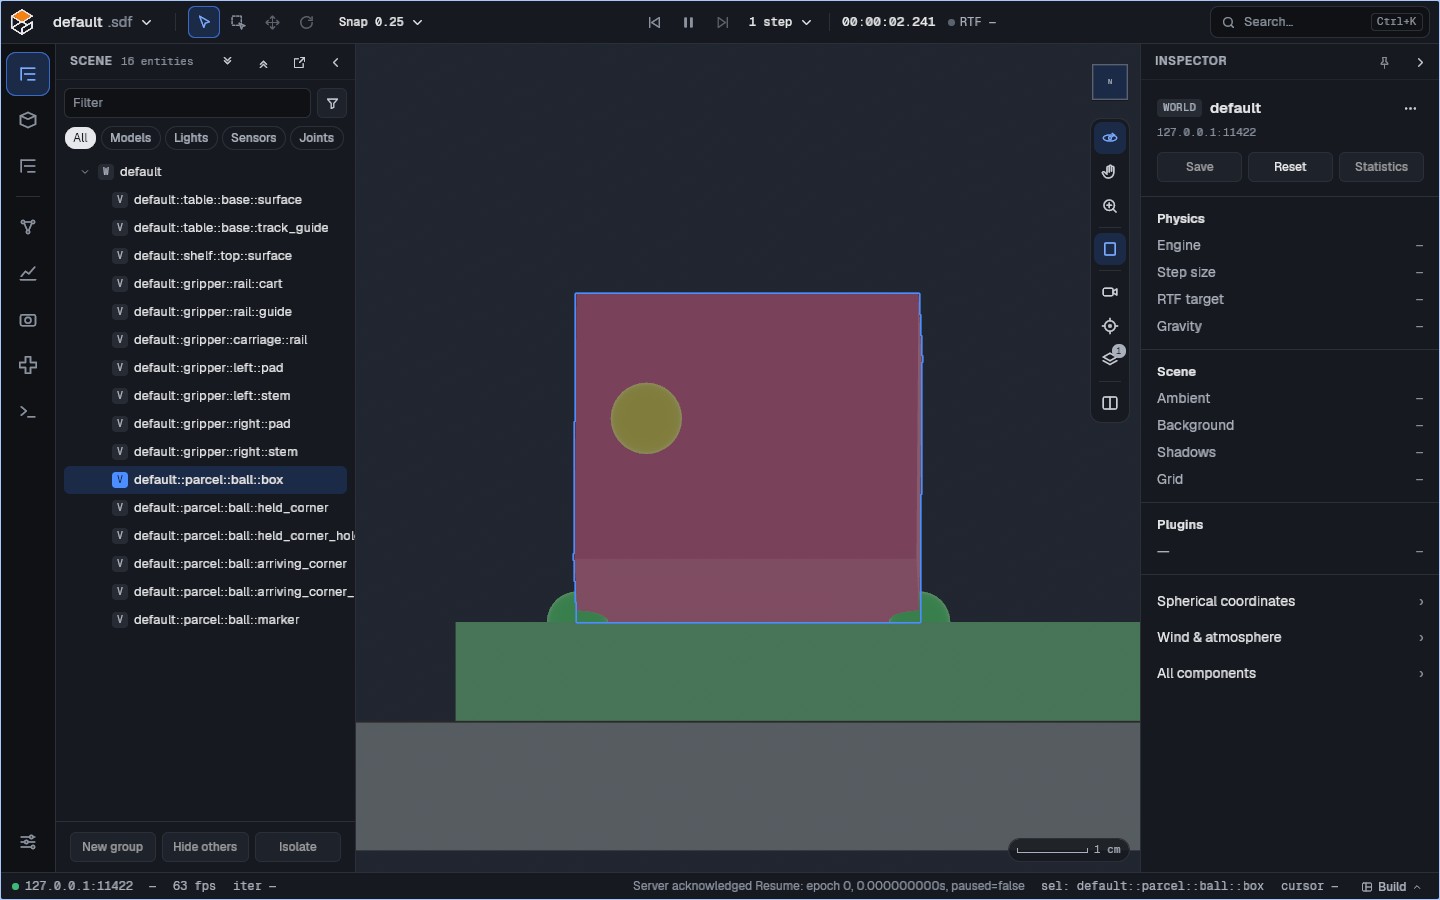 default .sdf
Snap 0.25
1 step
00:00:02.241
RTF –
Search...
Ctrl+K
SCENE 16 entities
Filter
All Models Lights Sensors Joints
W default
V default::table::base::surface
V default::table::base::track_guide
V default::shelf::top::surface
V default::gripper::rail::cart
V default::gripper::rail::guide
V default::gripper::carriage::rail
V default::gripper::left::pad
V default::gripper::left::stem
V default::gripper::right::pad
V default::gripper::right::stem
V default::parcel::ball::box
V default::parcel::ball::held_corner
V default::parcel::ball::held_corner_hol
V default::parcel::ball::arriving_corner
V default::parcel::ball::arriving_corner_
V default::parcel::ball::marker
New group Hide others Isolate
N
1
1 cm
INSPECTOR
WORLD default
127.0.0.1:11422
Save Reset Statistics
Physics
Engine –
Step size –
RTF target –
Gravity –
Scene
Ambient –
Background –
Shadows –
Grid –
Plugins
— –
Spherical coordinates
Wind & atmosphere
All components
127.0.0.1:11422 – 63 fps iter –
Server acknowledged Resume: epoch 0, 0.000000000s, paused=false
sel: default::parcel::ball::box
cursor –
Build